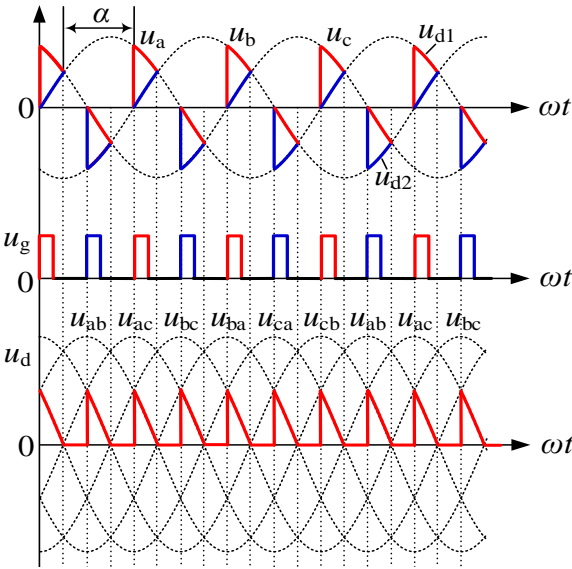 α
u_a u_b u_c u_d1
0 ωt
u_d2
u_g
0 ωt
u_ab u_ac u_bc u_ba u_ca u_cb u_ab u_ac u_bc
u_d
0 ωt